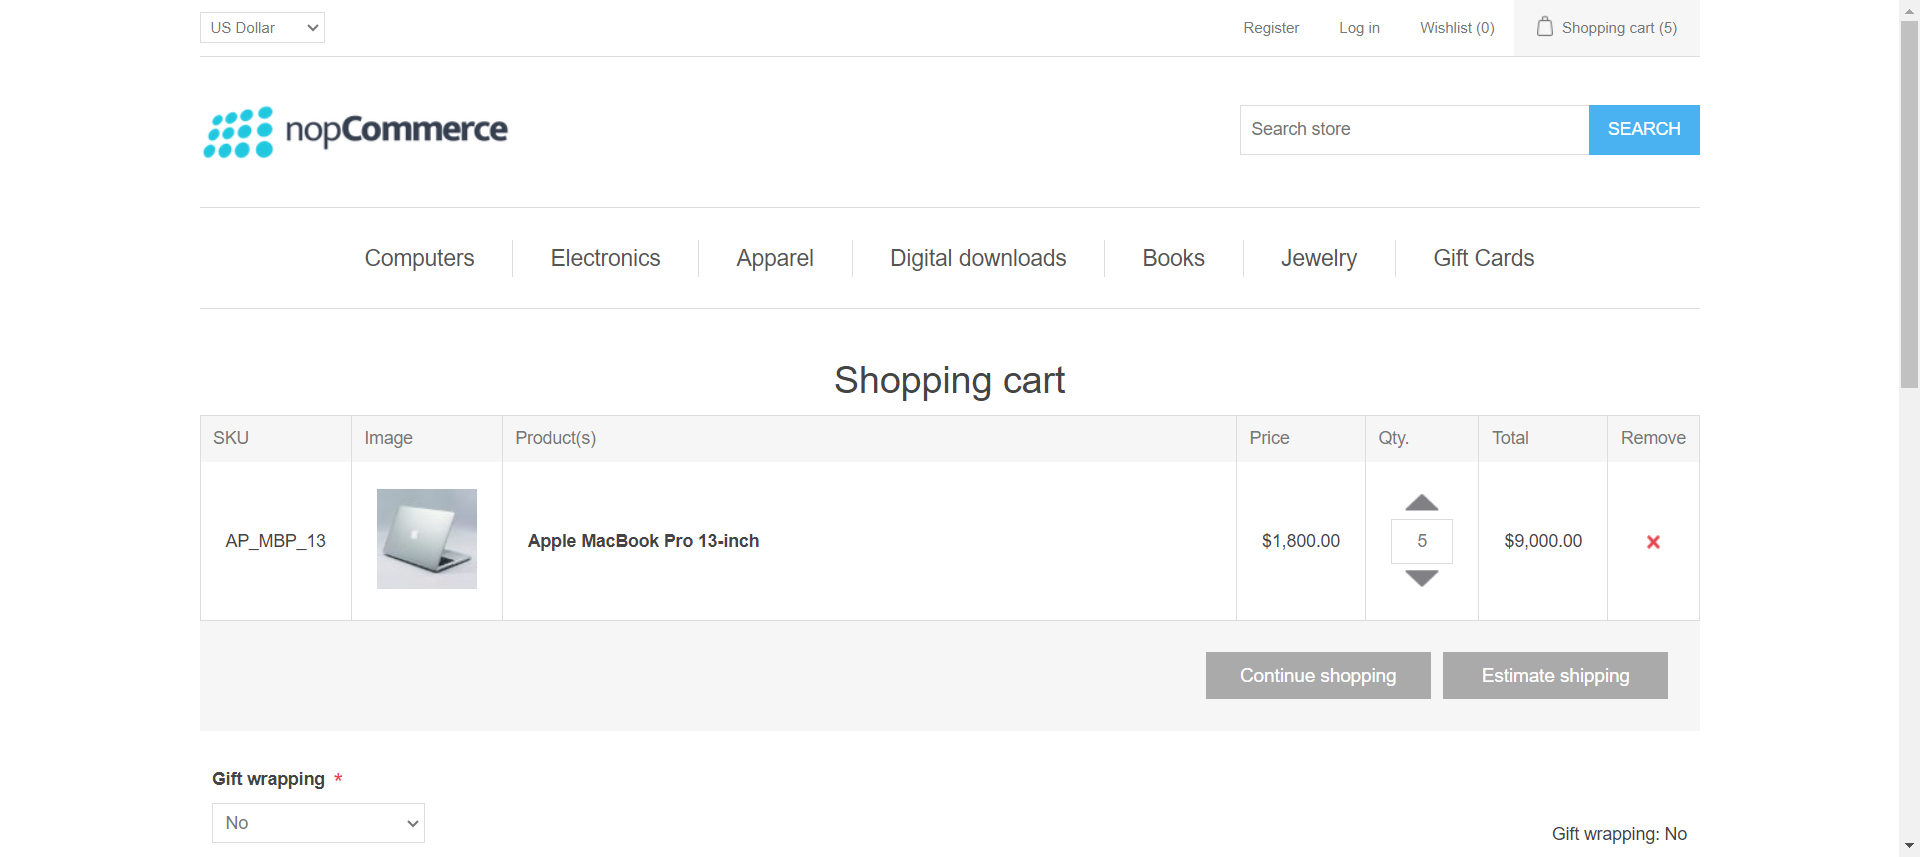 US Dollar
Register
Log in
Wishlist (0)
Shopping cart (5)
nopCommerce
Search store
SEARCH
Computers
Electronics
Apparel
Digital downloads
Books
Jewelry
Gift Cards
Shopping cart
SKU
Image
Product(s)
Price
Qty.
Total
Remove
AP_MBP_13
Apple MacBook Pro 13-inch
$1,800.00
5
$9,000.00
Continue shopping
Estimate shipping
Gift wrapping *
No
Gift wrapping: No